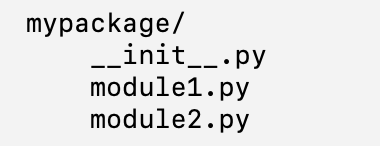 mypackage/
    __init__.py
    module1.py
    module2.py